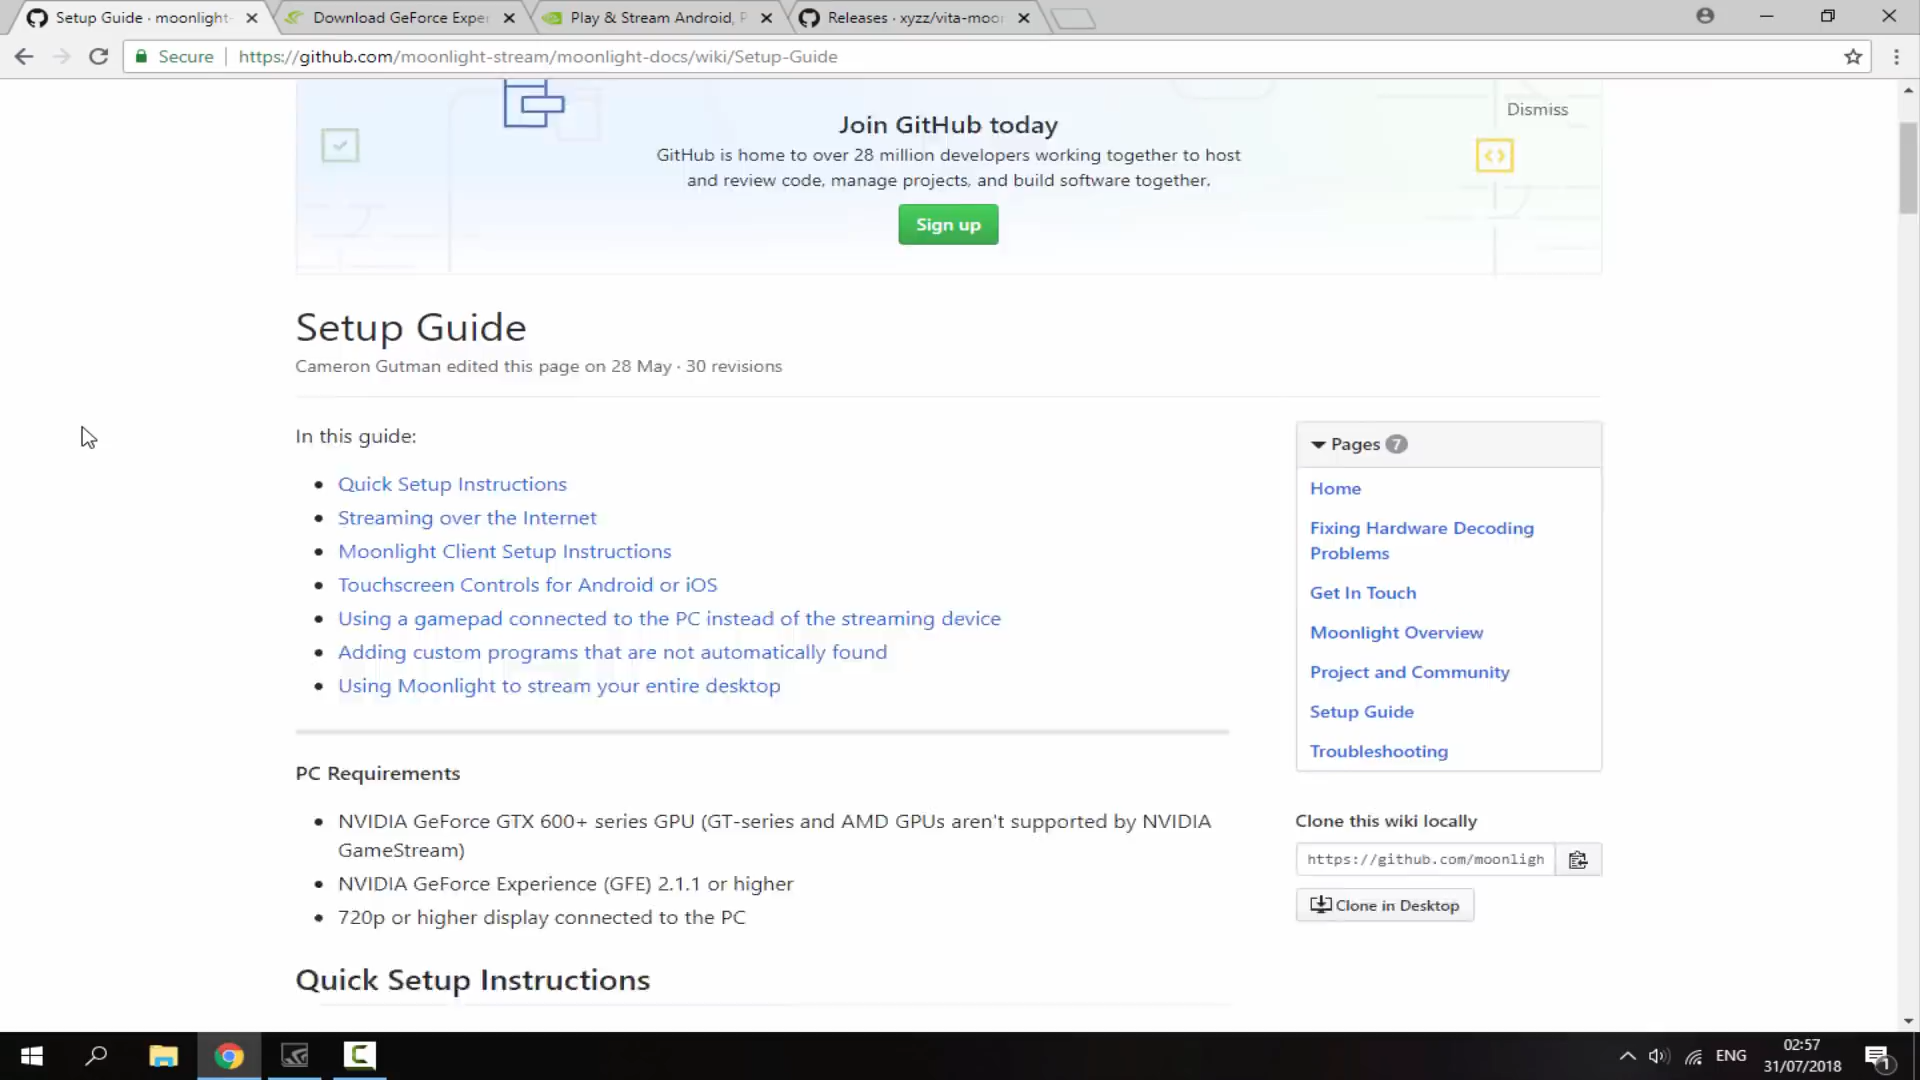 Setup Guide · moonlight-
Download GeForce Exper
Play & Stream Android, P
Releases · xyzz/vita-moon
Secure
https://github.com/moonlight-stream/moonlight-docs/wiki/Setup-Guide
Join GitHub today
Dismiss
GitHub is home to over 28 million developers working together to host
and review code, manage projects, and build software together.
Sign up
Setup Guide
Cameron Gutman edited this page on 28 May · 30 revisions
In this guide:
Quick Setup Instructions
Streaming over the Internet
Moonlight Client Setup Instructions
Touchscreen Controls for Android or iOS
Using a gamepad connected to the PC instead of the streaming device
Adding custom programs that are not automatically found
Using Moonlight to stream your entire desktop
PC Requirements
NVIDIA GeForce GTX 600+ series GPU (GT-series and AMD GPUs aren't supported by NVIDIA
GameStream)
NVIDIA GeForce Experience (GFE) 2.1.1 or higher
720p or higher display connected to the PC
Quick Setup Instructions
Pages 7
Home
Fixing Hardware Decoding
Problems
Get In Touch
Moonlight Overview
Project and Community
Setup Guide
Troubleshooting
Clone this wiki locally
https://github.com/moonligh
Clone in Desktop
ENG
02:57
31/07/2018
1